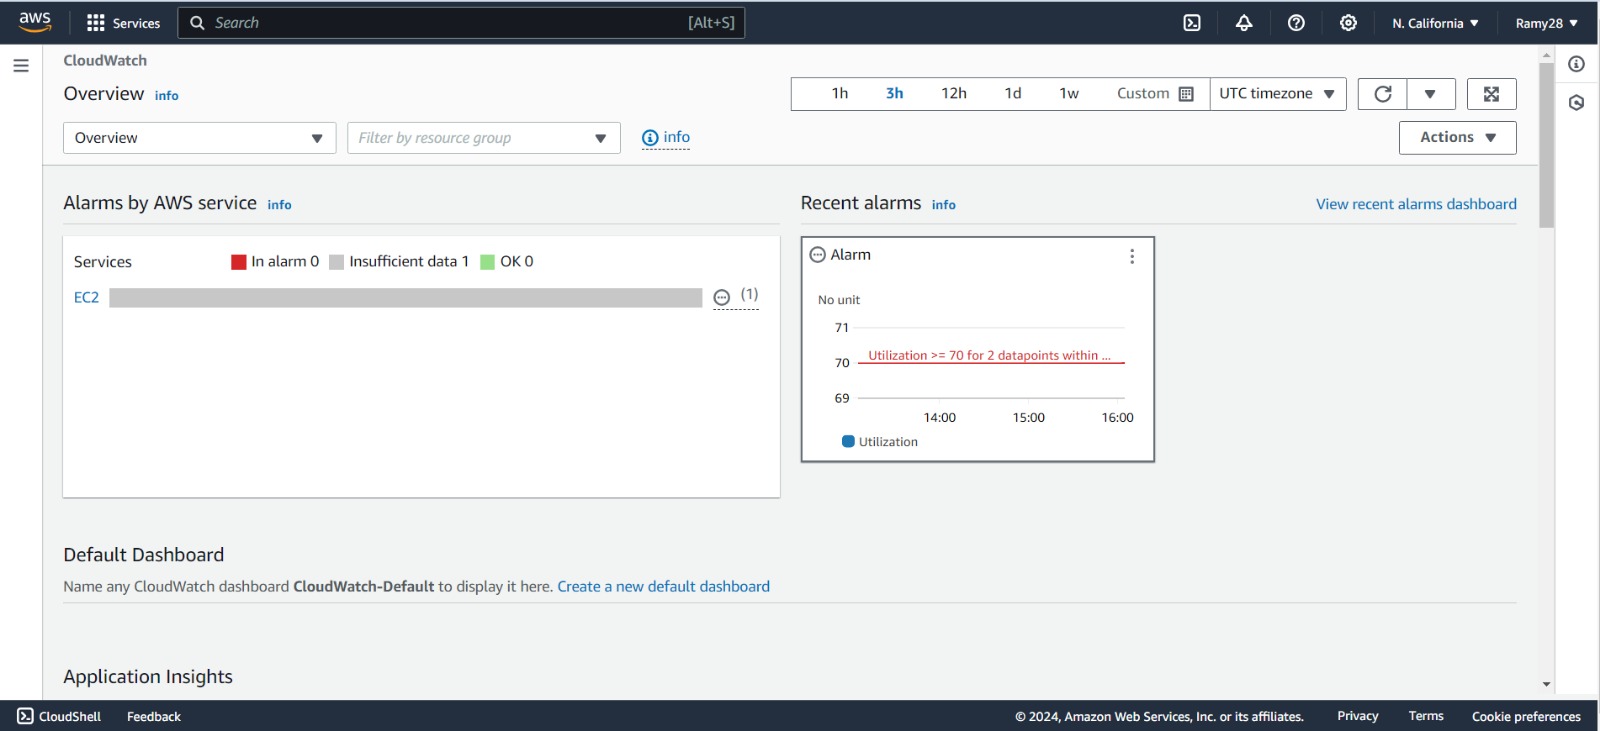 aws
Services
Search [Alt+S]
N. California
Ramy28
CloudWatch
Overview info
1h 3h 12h 1d 1w Custom UTC timezone
Overview
Filter by resource group
info
Actions
Alarms by AWS service info
Services In alarm 0 Insufficient data 1 OK 0
EC2 (1)
Recent alarms info
View recent alarms dashboard
Alarm
No unit
71
Utilization >= 70 for 2 datapoints within ...
70
69
14:00 15:00 16:00
Utilization
Default Dashboard
Name any CloudWatch dashboard CloudWatch-Default to display it here. Create a new default dashboard
Application Insights
CloudShell Feedback © 2024, Amazon Web Services, Inc. or its affiliates. Privacy Terms Cookie preferences